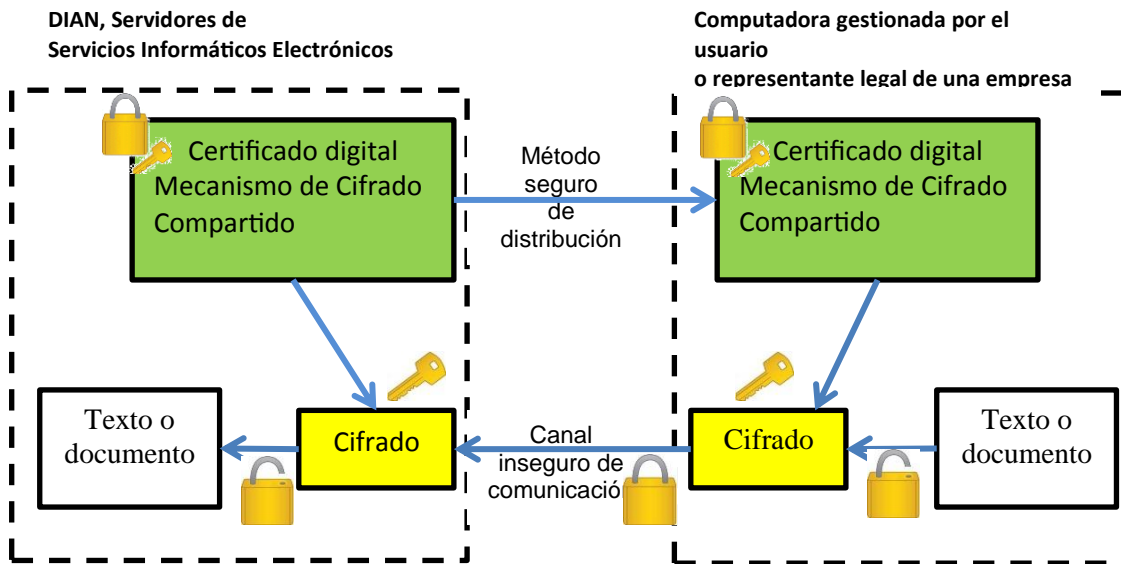 DIAN, Servidores de
Servicios Informáticos Electrónicos
Computadora gestionada por el
usuario
o representante legal de una empresa
Certificado digital
Mecanismo de Cifrado
Compartido
Método
seguro
de
distribución
Certificado digital
Mecanismo de Cifrado
Compartido
Texto o
documento
Cifrado
Canal
inseguro de
comunicació
Cifrado
Texto o
documento